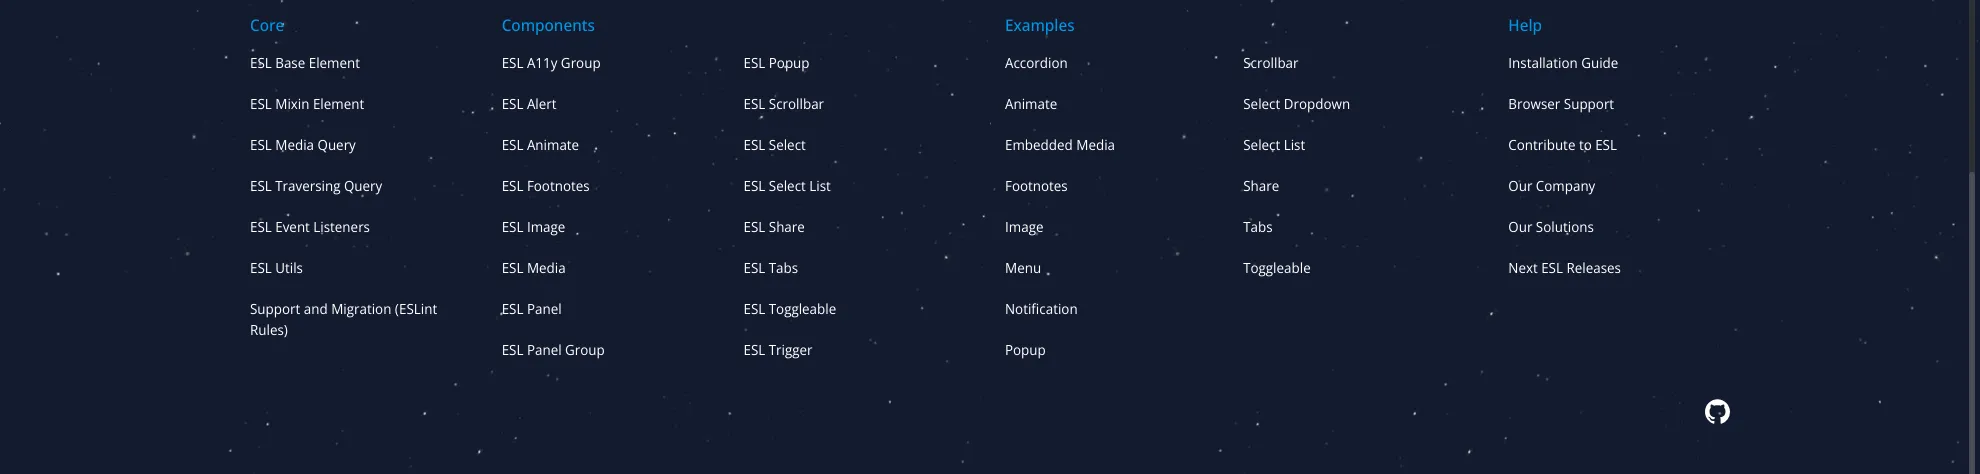 Core
ESL Base Element
ESL Mixin Element
ESL Media Query
ESL Traversing Query
ESL Event Listeners
ESL Utils
Support and Migration (ESLint
Rules)
Components
ESL A11y Group
ESL Alert
ESL Animate
ESL Footnotes
ESL Image
ESL Media
ESL Panel
ESL Panel Group
ESL Popup
ESL Scrollbar
ESL Select
ESL Select List
ESL Share
ESL Tabs
ESL Toggleable
ESL Trigger
Examples
Accordion
Animate
Embedded Media
Footnotes
Image
Menu
Notification
Popup
Scrollbar
Select Dropdown
Select List
Share
Tabs
Toggleable
Help
Installation Guide
Browser Support
Contribute to ESL
Our Company
Our Solutions
Next ESL Releases